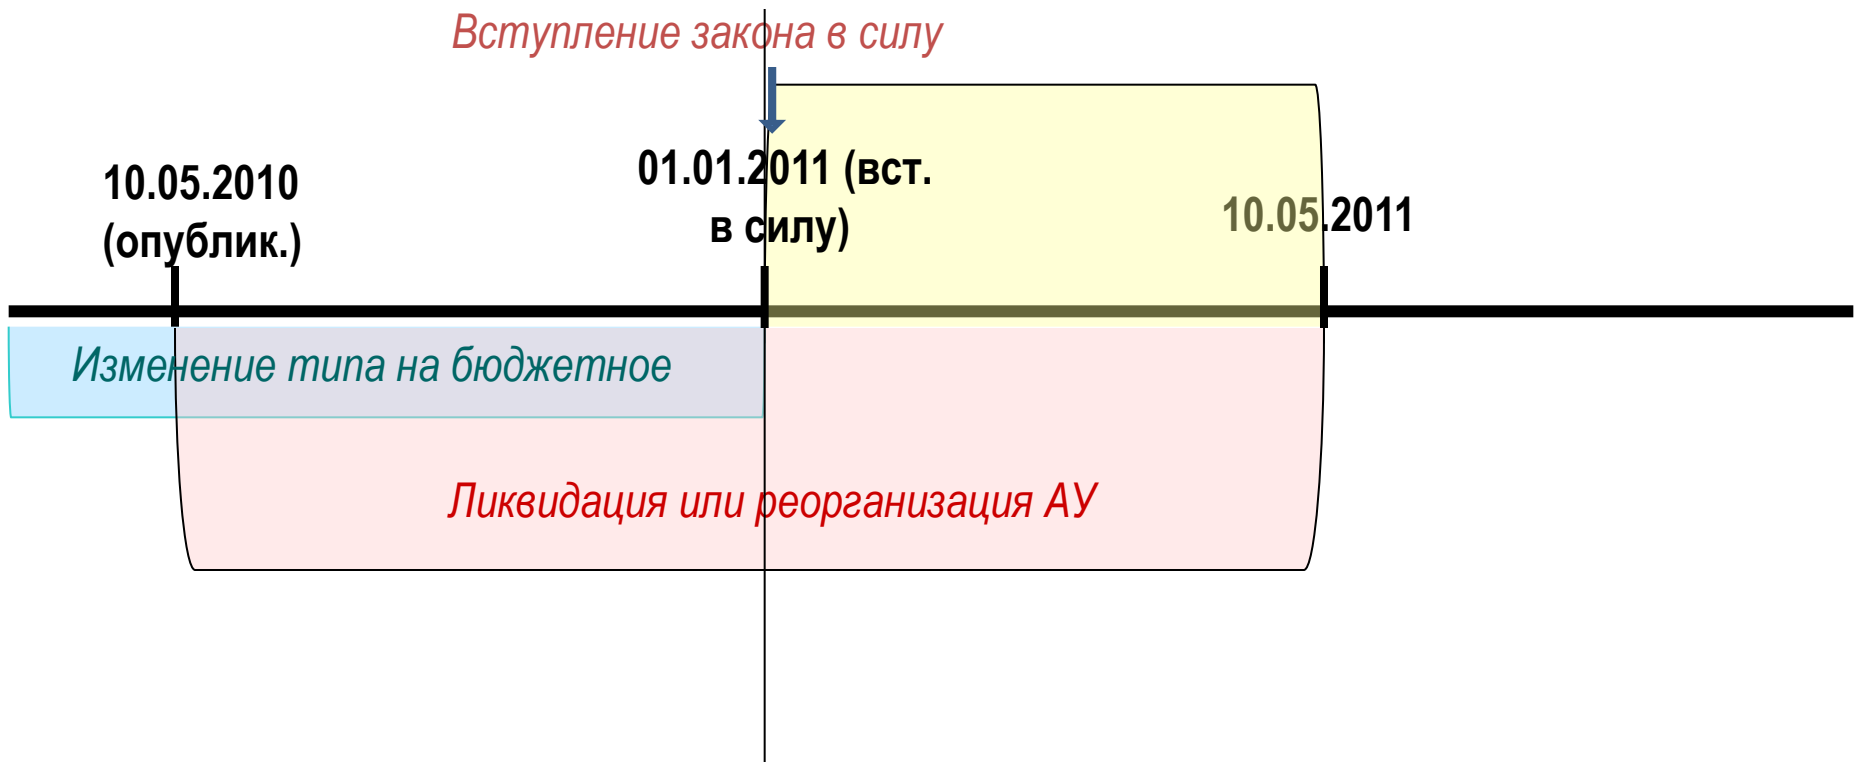 Вступление закона в силу
10.05.2010
(опублик.)
01.01.2011 (вст.
в силу)
10.05.2011
Изменение типа на бюджетное
Ликвидация или реорганизация АУ